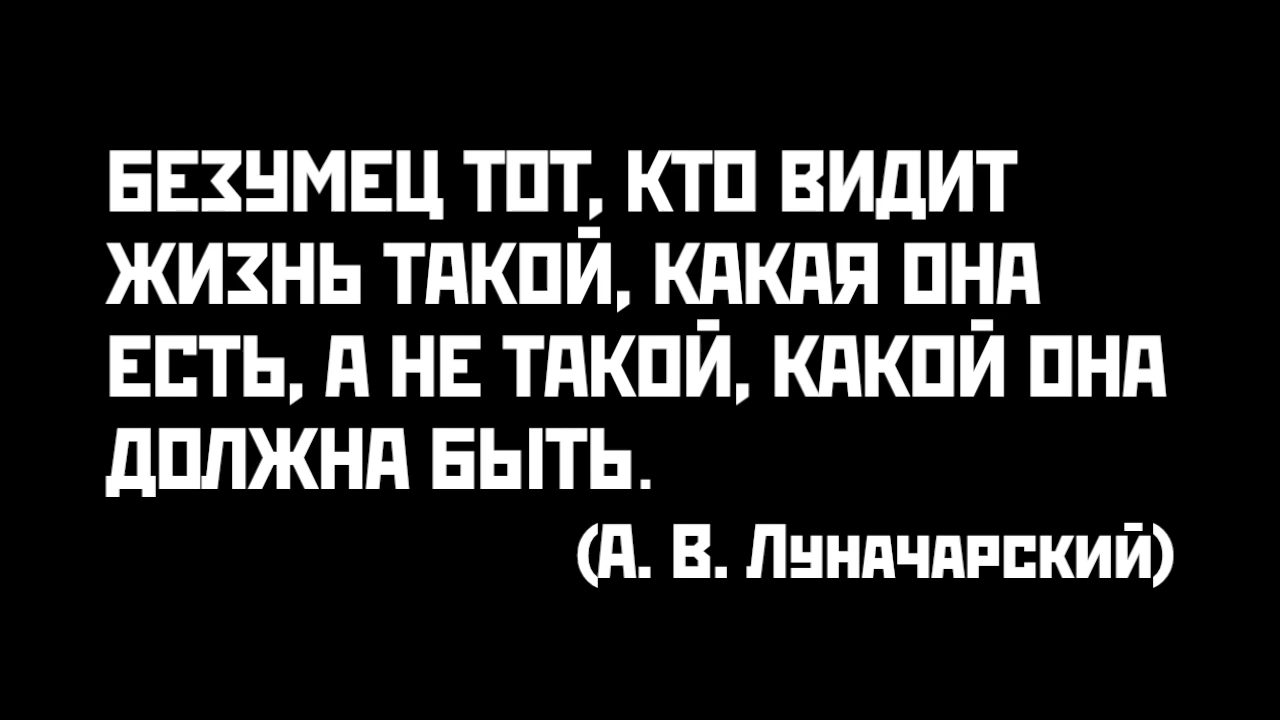 БЕЗУМЕЦ ТОТ, КТО ВИДИТ
ЖИЗНЬ ТАКОЙ, КАКАЯ ОНА
ЕСТЬ, А НЕ ТАКОЙ, КАКОЙ ОНА
ДОЛЖНА БЫТЬ.
(А. В. Луначарский)